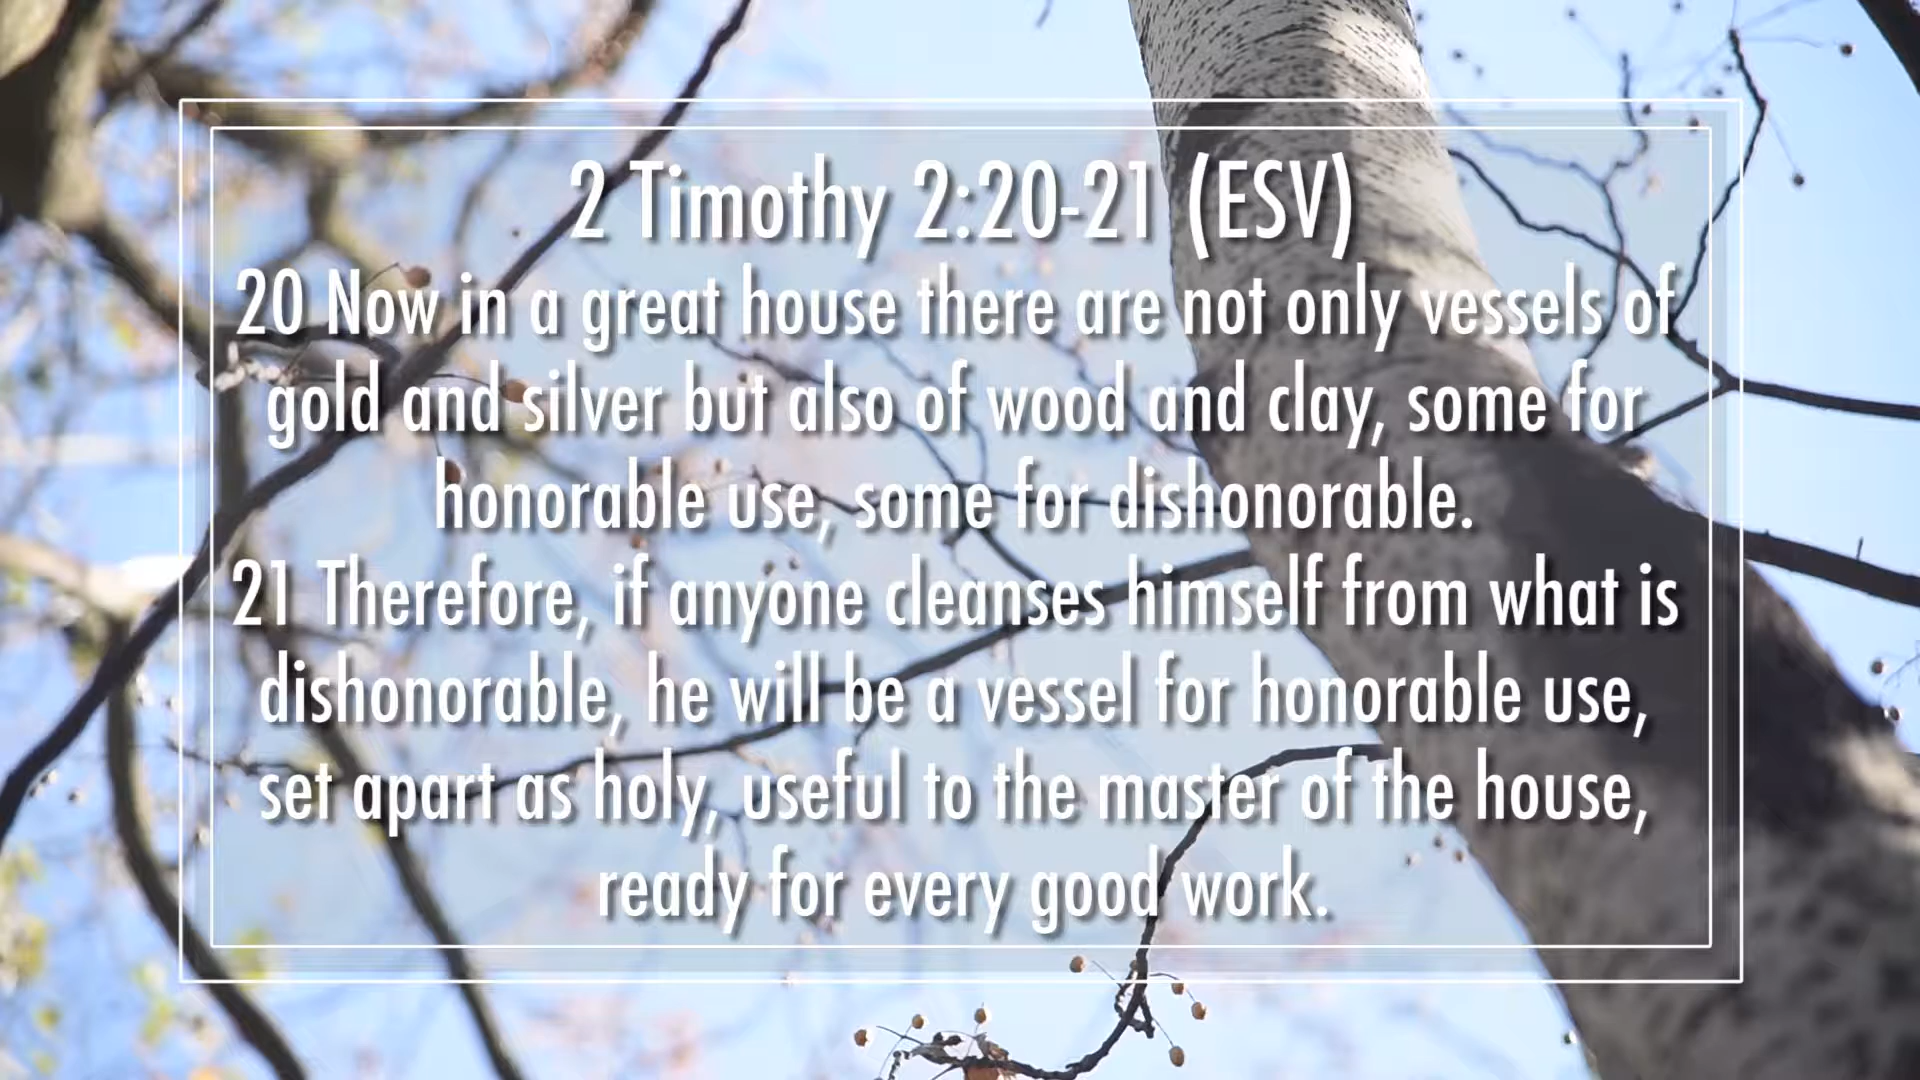 2 Timothy 2:20-21 (ESV)
20 Now in a great house there are not only vessels of
gold and silver but also of wood and clay, some for
honorable use, some for dishonorable.
21 Therefore, if anyone cleanses himself from what is
dishonorable, he will be a vessel for honorable use,
set apart as holy, useful to the master of the house,
ready for every good work.